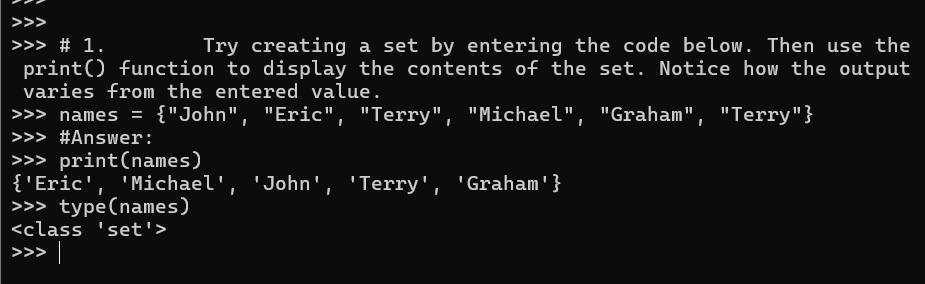 >>>
>>>
>>> # 1.        Try creating a set by entering the code below. Then use the
print() function to display the contents of the set. Notice how the output
varies from the entered value.
>>> names = {"John", "Eric", "Terry", "Michael", "Graham", "Terry"}
>>> #Answer:
>>> print(names)
{'Eric', 'Michael', 'John', 'Terry', 'Graham'}
>>> type(names)
<class 'set'>
>>>